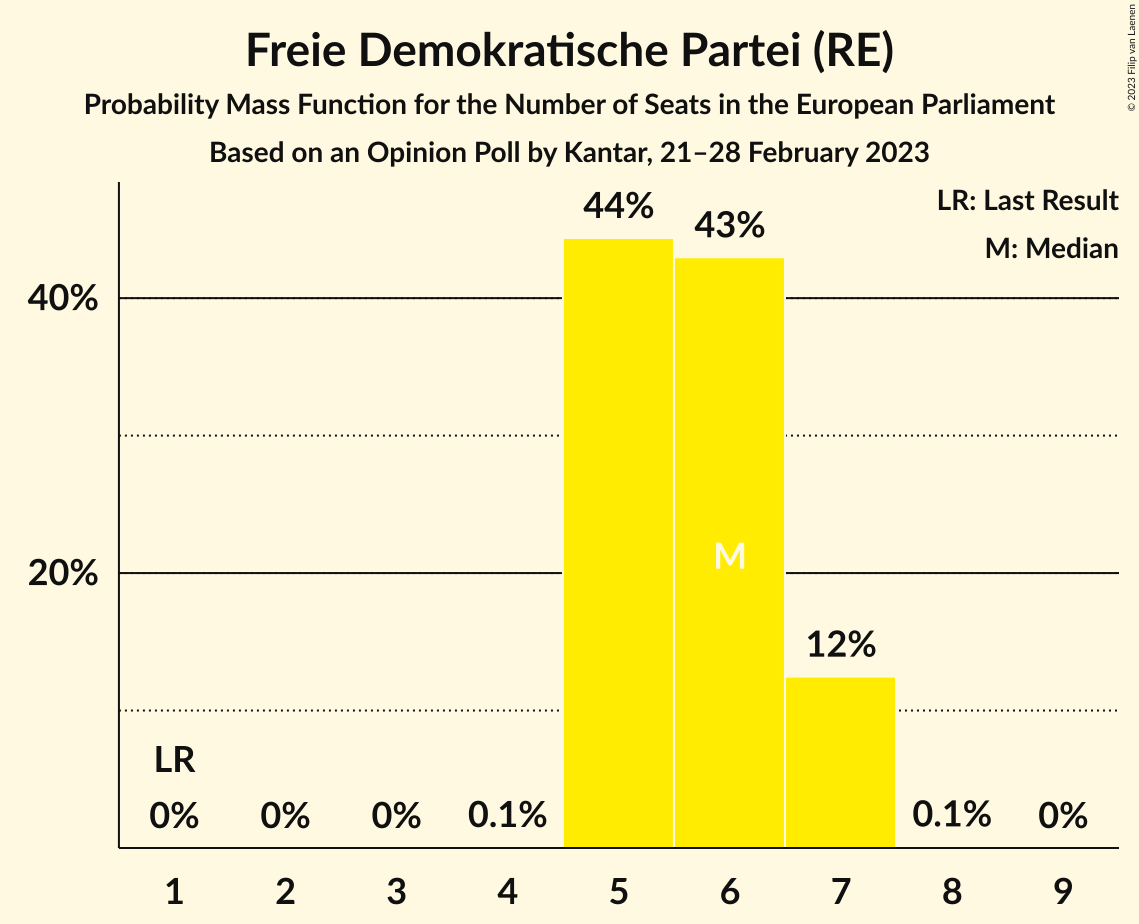 Freie Demokratische Partei (RE)
Probability Mass Function for the Number of Seats in the European Parliament
Based on an Opinion Poll by Kantar, 21–28 February 2023
© 2023 Filip van Laenen
LR: Last Result
M: Median
44%
43%
40%
M
20%
12%
LR
0%
0%
0%
0.1%
0.1%
0%
1
2
3
4
5
6
7
8
9